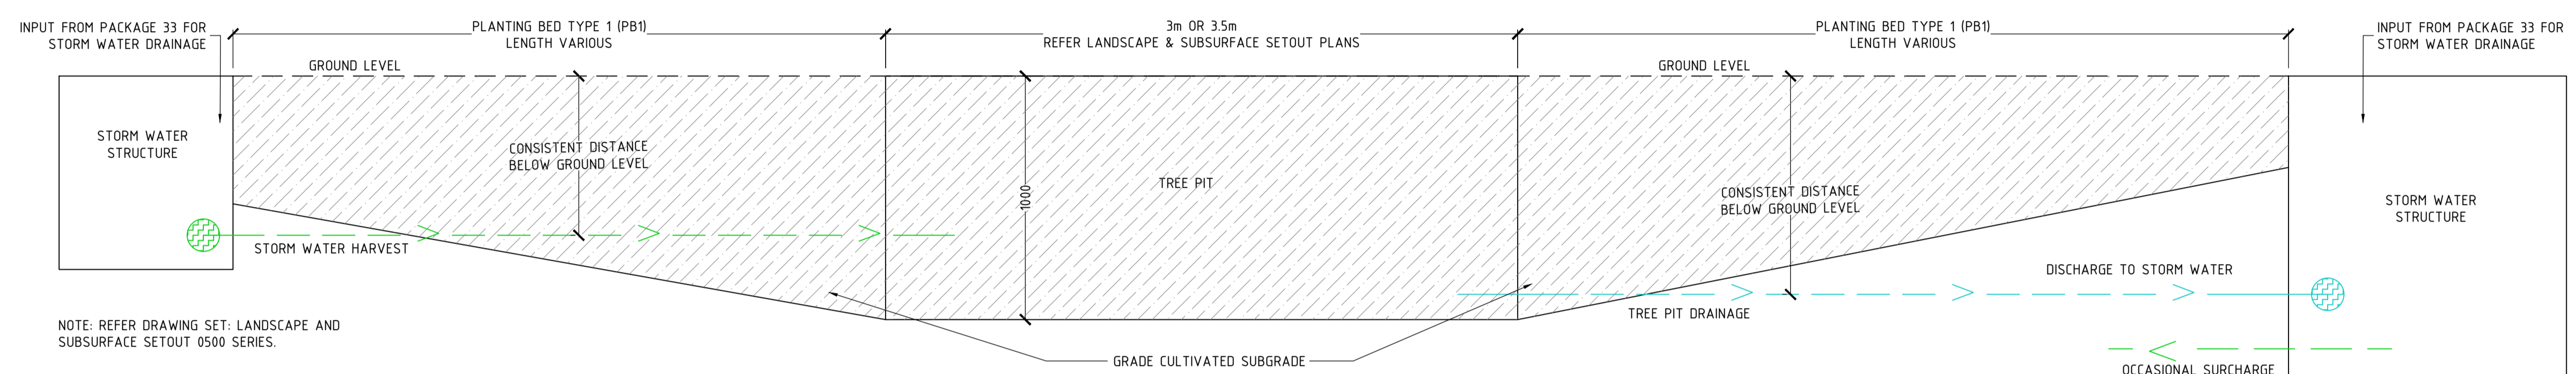 INPUT FROM PACKAGE 33 FOR
STORM WATER DRAINAGE
PLANTING BED TYPE 1 (PB1)
LENGTH VARIOUS
3m OR 3.5m
REFER LANDSCAPE & SUBSURFACE SETOUT PLANS
PLANTING BED TYPE 1 (PB1)
LENGTH VARIOUS
INPUT FROM PACKAGE 33 FOR
STORM WATER DRAINAGE
GROUND LEVEL
GROUND LEVEL
STORM WATER
STRUCTURE
CONSISTENT DISTANCE
BELOW GROUND LEVEL
1000
TREE PIT
CONSISTENT DISTANCE
BELOW GROUND LEVEL
STORM WATER
STRUCTURE
STORM WATER HARVEST
DISCHARGE TO STORM WATER
TREE PIT DRAINAGE
NOTE: REFER DRAWING SET: LANDSCAPE AND
SUBSURFACE SETOUT 0500 SERIES.
GRADE CULTIVATED SUBGRADE
OCCASIONAL SURCHARGE